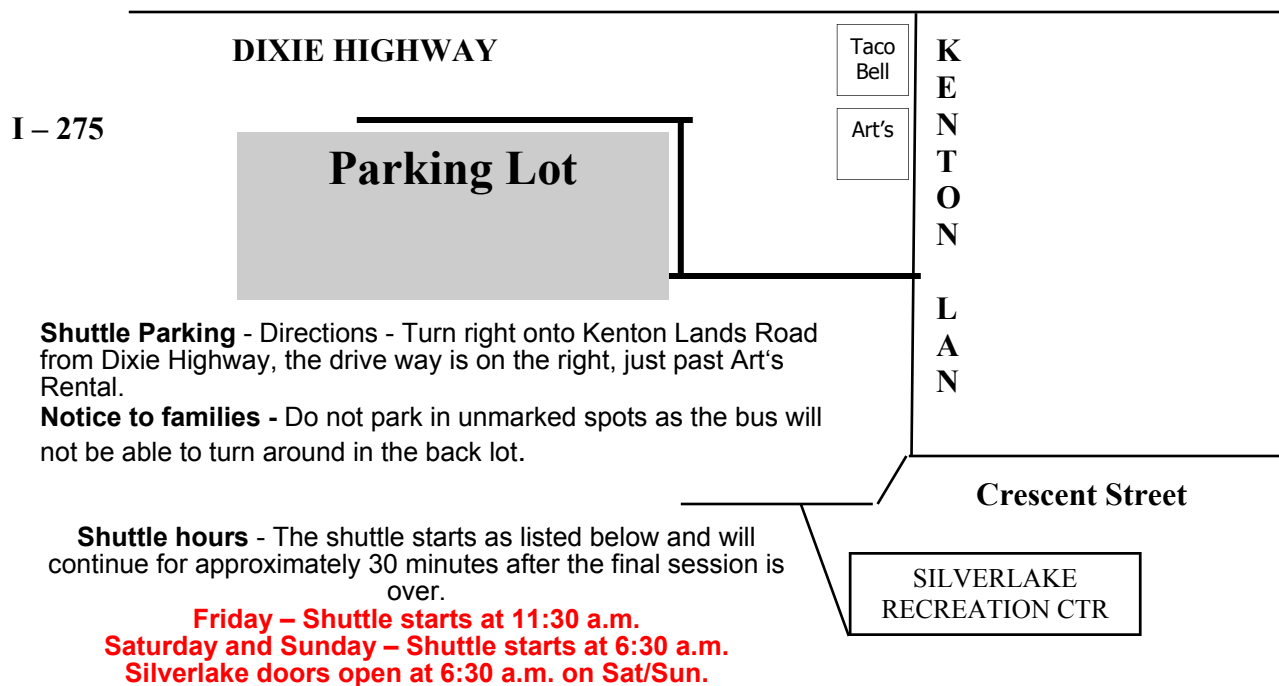 DIXIE HIGHWAY
Taco
Bell
K
E
N
T
O
N
L
A
N
I – 275
Art's
Parking Lot
Shuttle Parking - Directions - Turn right onto Kenton Lands Road
from Dixie Highway, the drive way is on the right, just past Art‘s
Rental.
Notice to families - Do not park in unmarked spots as the bus will
not be able to turn around in the back lot.
Crescent Street
Shuttle hours - The shuttle starts as listed below and will
continue for approximately 30 minutes after the final session is
over.
Friday – Shuttle starts at 11:30 a.m.
Saturday and Sunday – Shuttle starts at 6:30 a.m.
Silverlake doors open at 6:30 a.m. on Sat/Sun.
SILVERLAKE
RECREATION CTR